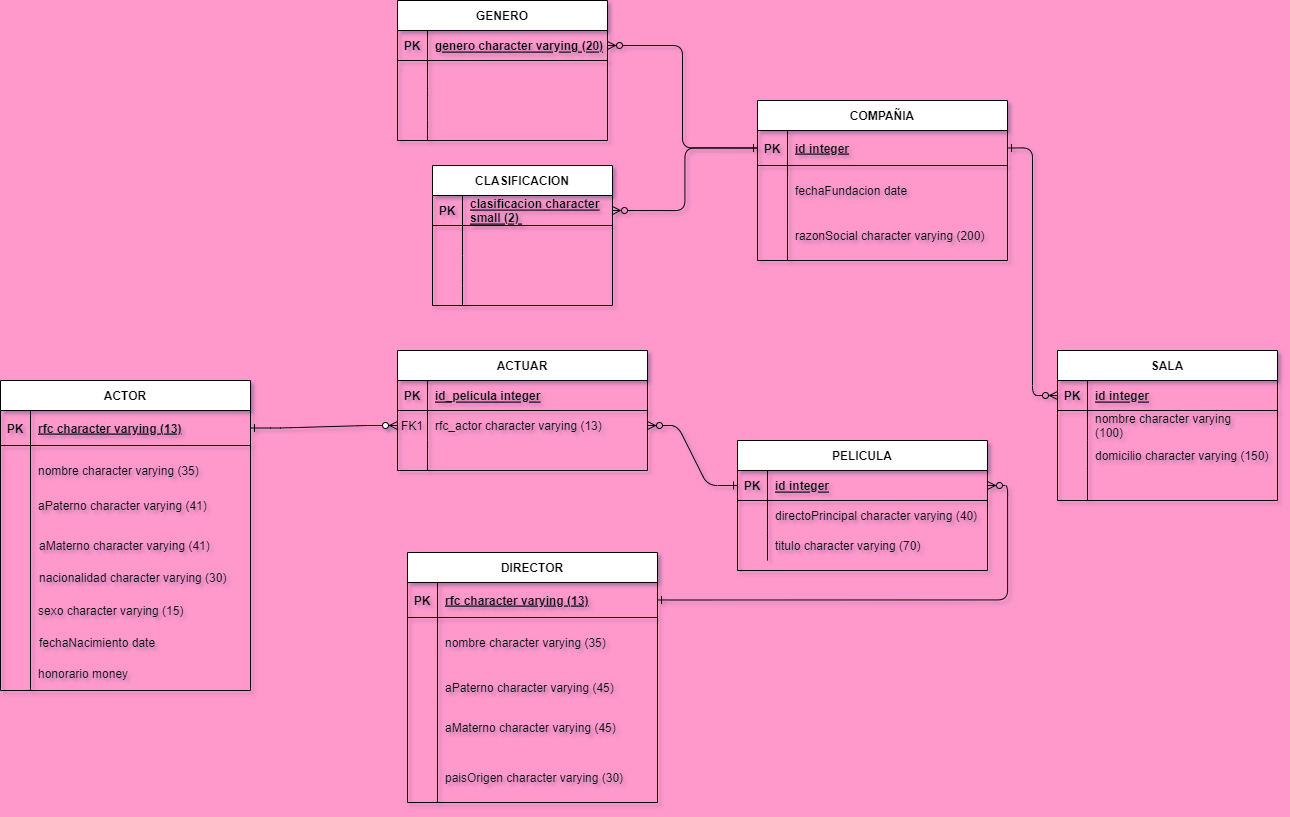 GENERO
PK genero character varying (20)
CLASIFICACION
PK clasificacion character
small (2)
COMPAÑIA
PK id integer
fechaFundacion date
razonSocial character varying (200)
ACTUAR
PK id_pelicula integer
FK1 rfc_actor character varying (13)
SALA
PK id integer
nombre character varying
(100)
domicilio character varying (150)
ACTOR
PK rfc character varying (13)
nombre character varying (35)
aPaterno character varying (41)
aMaterno character varying (41)
nacionalidad character varying (30)
sexo character varying (15)
fechaNacimiento date
honorario money
PELICULA
PK id integer
directoPrincipal character varying (40)
titulo character varying (70)
DIRECTOR
PK rfc character varying (13)
nombre character varying (35)
aPaterno character varying (45)
aMaterno character varying (45)
paisOrigen character varying (30)